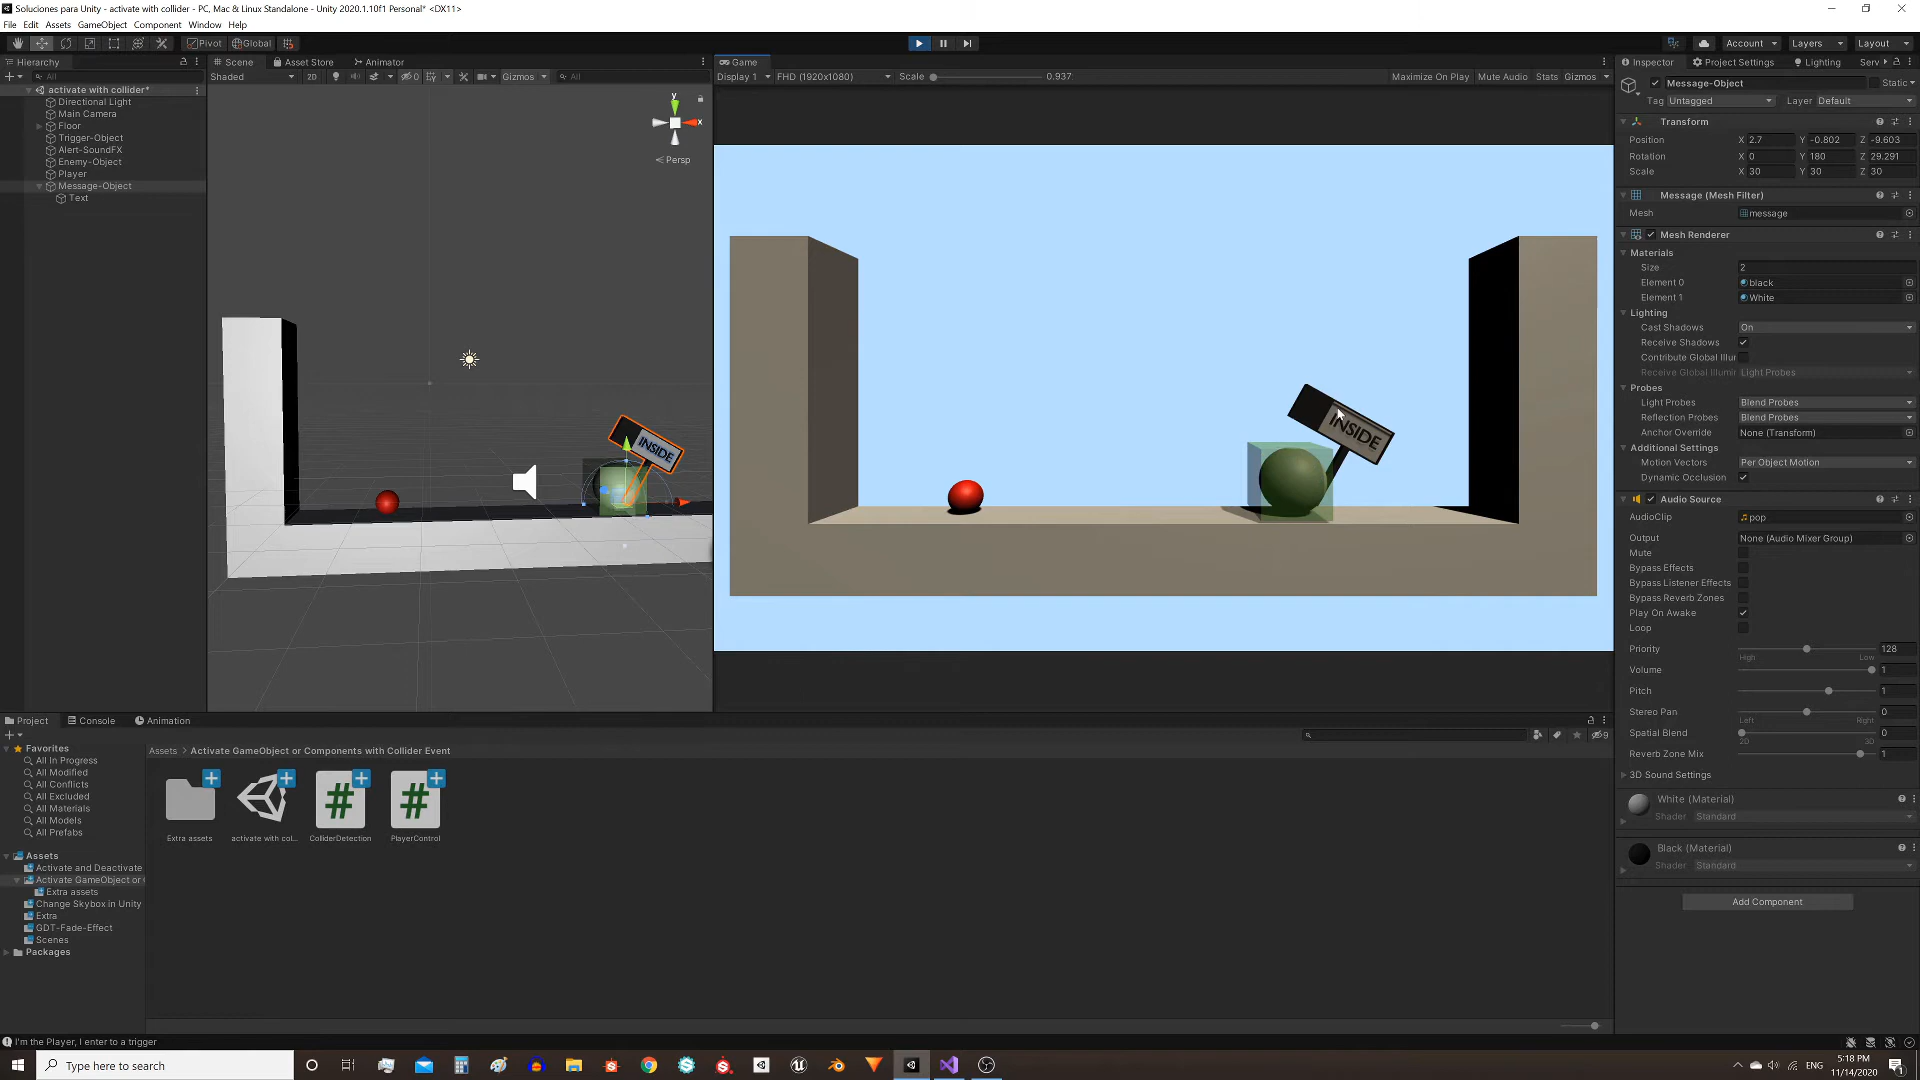 Soluciones para Unity - activate with collider - PC, Mac & Linux Standalone - Unity 2020.1.10f1 Personal* <DX11>
File Edit Assets GameObject Component Window Help
Pivot Global Account Layers Layout
Hierarchy
All
activate with collider*
Directional Light
Main Camera
Floor
Trigger-Object
Alert-SoundFX
Enemy-Object
Player
Message-Object
Text
Scene Asset Store Animator
Shaded 2D 0 Gizmos All
y
x
Persp
INSIDE
Game
Display 1 FHD (1920x1080) Scale 0.937 Maximize On Play Mute Audio Stats Gizmos
INSIDE
Inspector Project Settings Lighting Serv
Message-Object Static
Tag Untagged Layer Default
Transform
Position X 2.7 Y -0.802 Z -9.603
Rotation X 0 Y 180 Z 29.291
Scale X 30 Y 30 Z 30
Message (Mesh Filter)
Mesh message
Mesh Renderer
Materials
Size 2
Element 0 black
Element 1 White
Lighting
Cast Shadows On
Receive Shadows
Contribute Global Illur
Receive Global Illumir Light Probes
Probes
Light Probes Blend Probes
Reflection Probes Blend Probes
Anchor Override None (Transform)
Additional Settings
Motion Vectors Per Object Motion
Dynamic Occlusion
Audio Source
AudioClip pop
Output None (Audio Mixer Group)
Mute
Bypass Effects
Bypass Listener Effects
Bypass Reverb Zones
Play On Awake
Loop
Priority 128
High Low
Volume 1
Pitch 1
Stereo Pan 0
Left Right
Spatial Blend 0
2D 3D
Reverb Zone Mix 1
3D Sound Settings
White (Material)
Shader Standard
Black (Material)
Shader Standard
Add Component
Project Console Animation
9
Favorites
All In Progress
All Modified
All Conflicts
All Excluded
All Materials
All Models
All Prefabs
Assets
Activate and Deactivate
Activate GameObject or
Extra assets
Change Skybox in Unity
Extra
GDT-Fade-Effect
Scenes
Packages
Assets Activate GameObject or Components with Collider Event
Extra assets activate with col... ColliderDetection PlayerControl
I'm the Player, I enter to a trigger
Type here to search
ENG
5:18 PM
11/14/2020
1